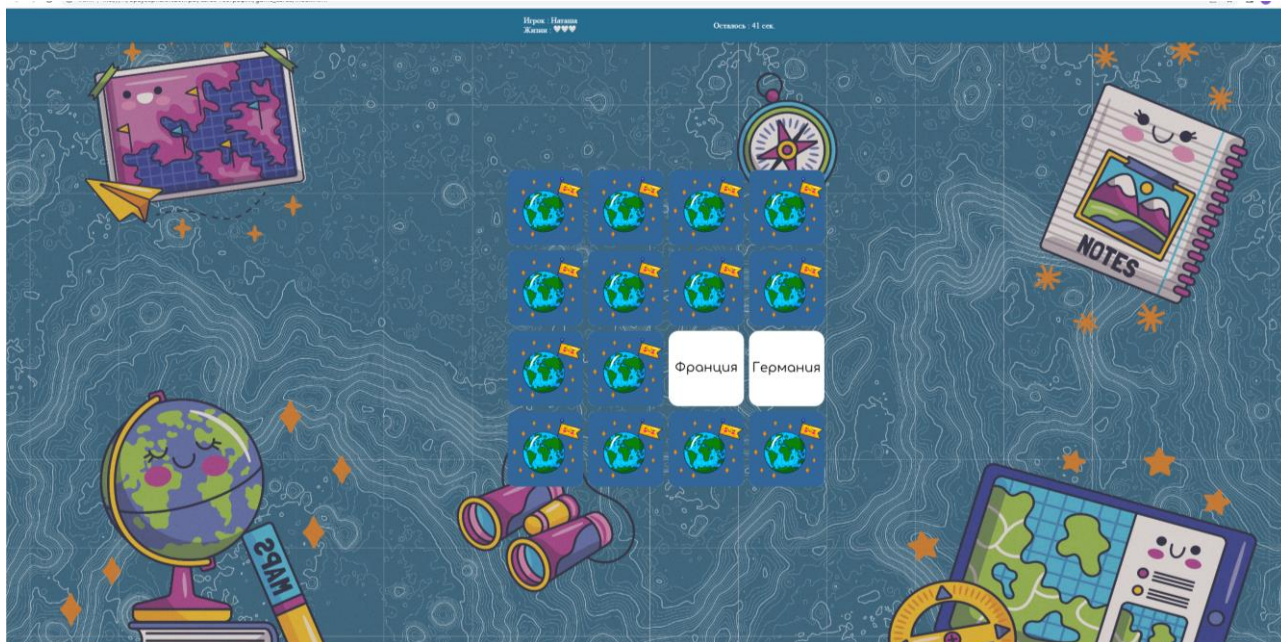 Игрок : Наташа
Жизни : ♥♥♥
Осталось : 41 сек.
NOTES
Франция
Германия
MAPS